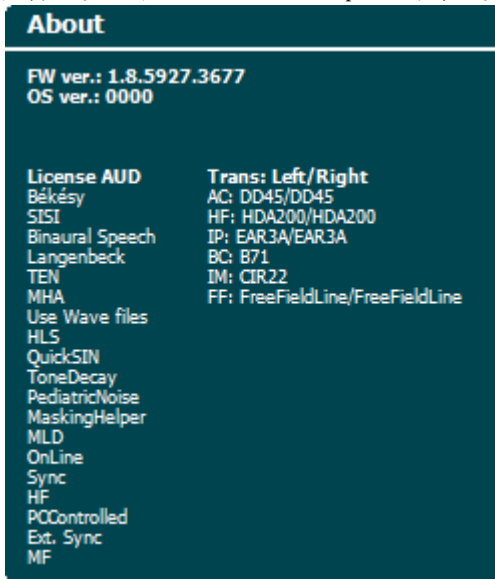 About
FW ver.: 1.8.5927.3677
OS ver.: 0000
License AUD
Békésy
SISI
Binaural Speech
Langenbeck
TEN
MHA
Use Wave files
HLS
QuickSIN
ToneDecay
PediatricNoise
MaskingHelper
MLD
OnLine
Sync
HF
PCControlled
Ext. Sync
MF
Trans: Left/Right
AC: DD45/DD45
HF: HDA200/HDA200
IP: EAR3A/EAR3A
BC: B71
IM: CIR22
FF: FreeFieldLine/FreeFieldLine